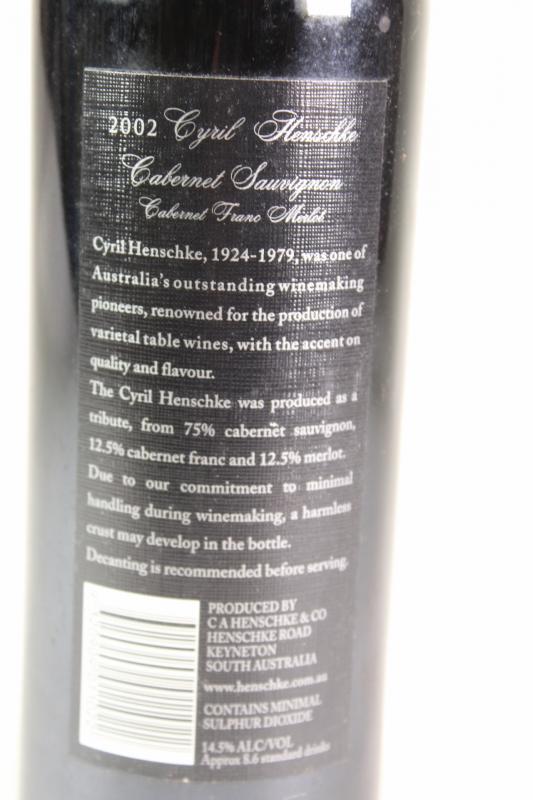 2002 Cyril Henschke
Cabernet Sauvignon
Cabernet Franc Merlot
Cyril Henschke, 1924-1979, was one of
Australia's outstanding winemaking
pioneers, renowned for the production of
varietal table wines, with the accent on
quality and flavour.
The Cyril Henschke was produced as a
tribute, from 75% cabernet sauvignon,
12.5% cabernet franc and 12.5% merlot.
Due to our commitment to minimal
handling during winemaking, a harmless
crust may develop in the bottle.
Decanting is recommended before serving.
PRODUCED BY
C A HENSCHKE & CO
HENSCHKE ROAD
KEYNETON
SOUTH AUSTRALIA
www.henschke.com.au
CONTAINS MINIMAL
SULPHUR DIOXIDE
14.5% ALC/VOL
Approx 8.6 standard drinks